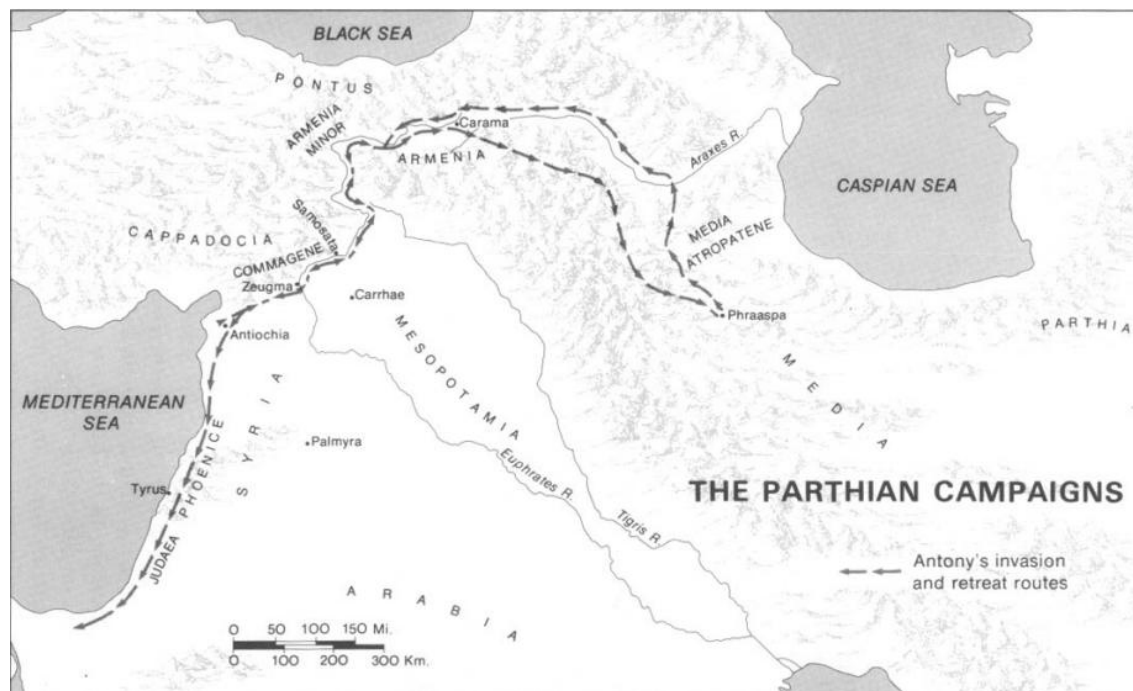 BLACK SEA
PONTUS
ARMENIA
MINOR
Carama
ARMENIA
Araxes R.
CASPIAN SEA
Samosata
CAPPADOCIA
MEDIA
ATROPATENE
COMMAGENE
Zeugma
Carrhae
Phraaspa
PARTHIA
Antiochia
MESOPOTAMIA
MEDIA
MEDITERRANEAN
SEA
SYRIA
PHOENICE
Palmyra
Euphrates R.
Tyrus
THE PARTHIAN CAMPAIGNS
Tigris R
JUDAEA
Antony's invasion
and retreat routes
ARABIA
0 50 100 150 Mi.
0 100 200 300 Km.